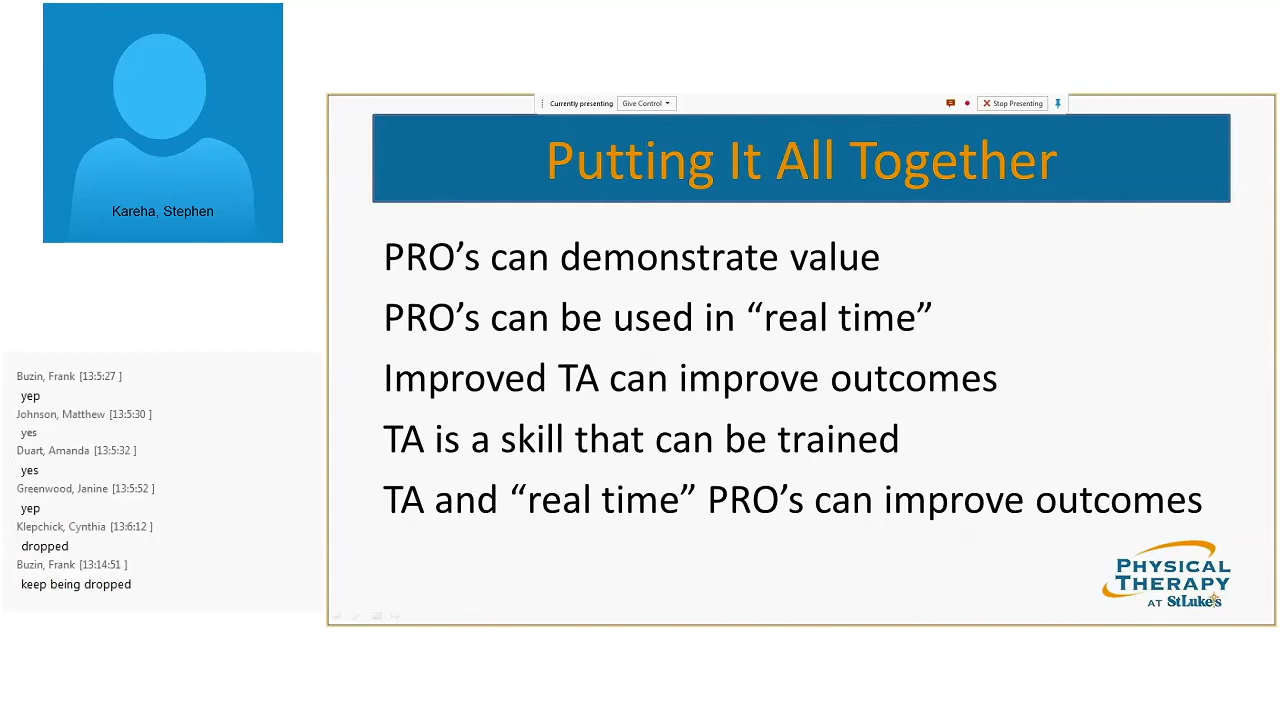 Kareha, Stephen
Buzin, Frank [13:5:27 ]
yep
Johnson, Matthew [13:5:30 ]
yes
Duart, Amanda [13:5:32 ]
yes
Greenwood, Janine [13:5:52 ]
yep
Klepchick, Cynthia [13:6:12 ]
dropped
Buzin, Frank [13:14:51 ]
keep being dropped
Currently presenting Give Control Stop Presenting
Putting It All Together
PRO’s can demonstrate value
PRO’s can be used in “real time”
Improved TA can improve outcomes
TA is a skill that can be trained
TA and “real time” PRO’s can improve outcomes
PHYSICAL
THERAPY
AT StLuke's